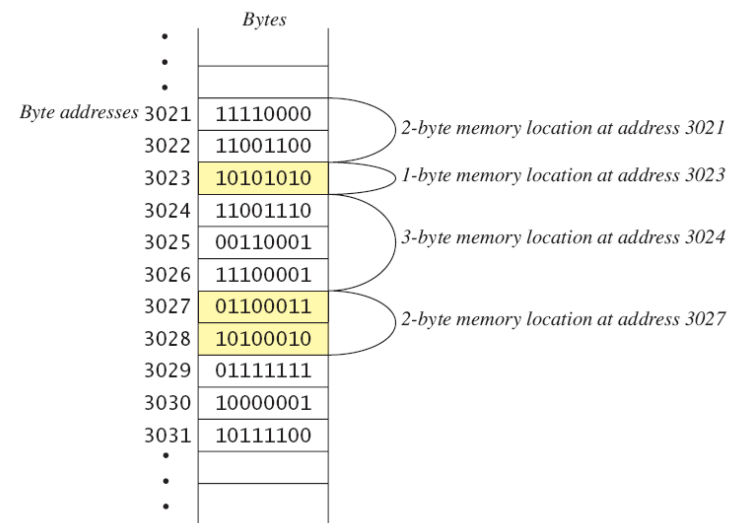 Bytes
Byte addresses 3021 11110000
2-byte memory location at address 3021
3022 11001100
3023 10101010 1-byte memory location at address 3023
3024 11001110
3025 00110001 3-byte memory location at address 3024
3026 11100001
3027 01100011
2-byte memory location at address 3027
3028 10100010
3029 01111111
3030 10000001
3031 10111100